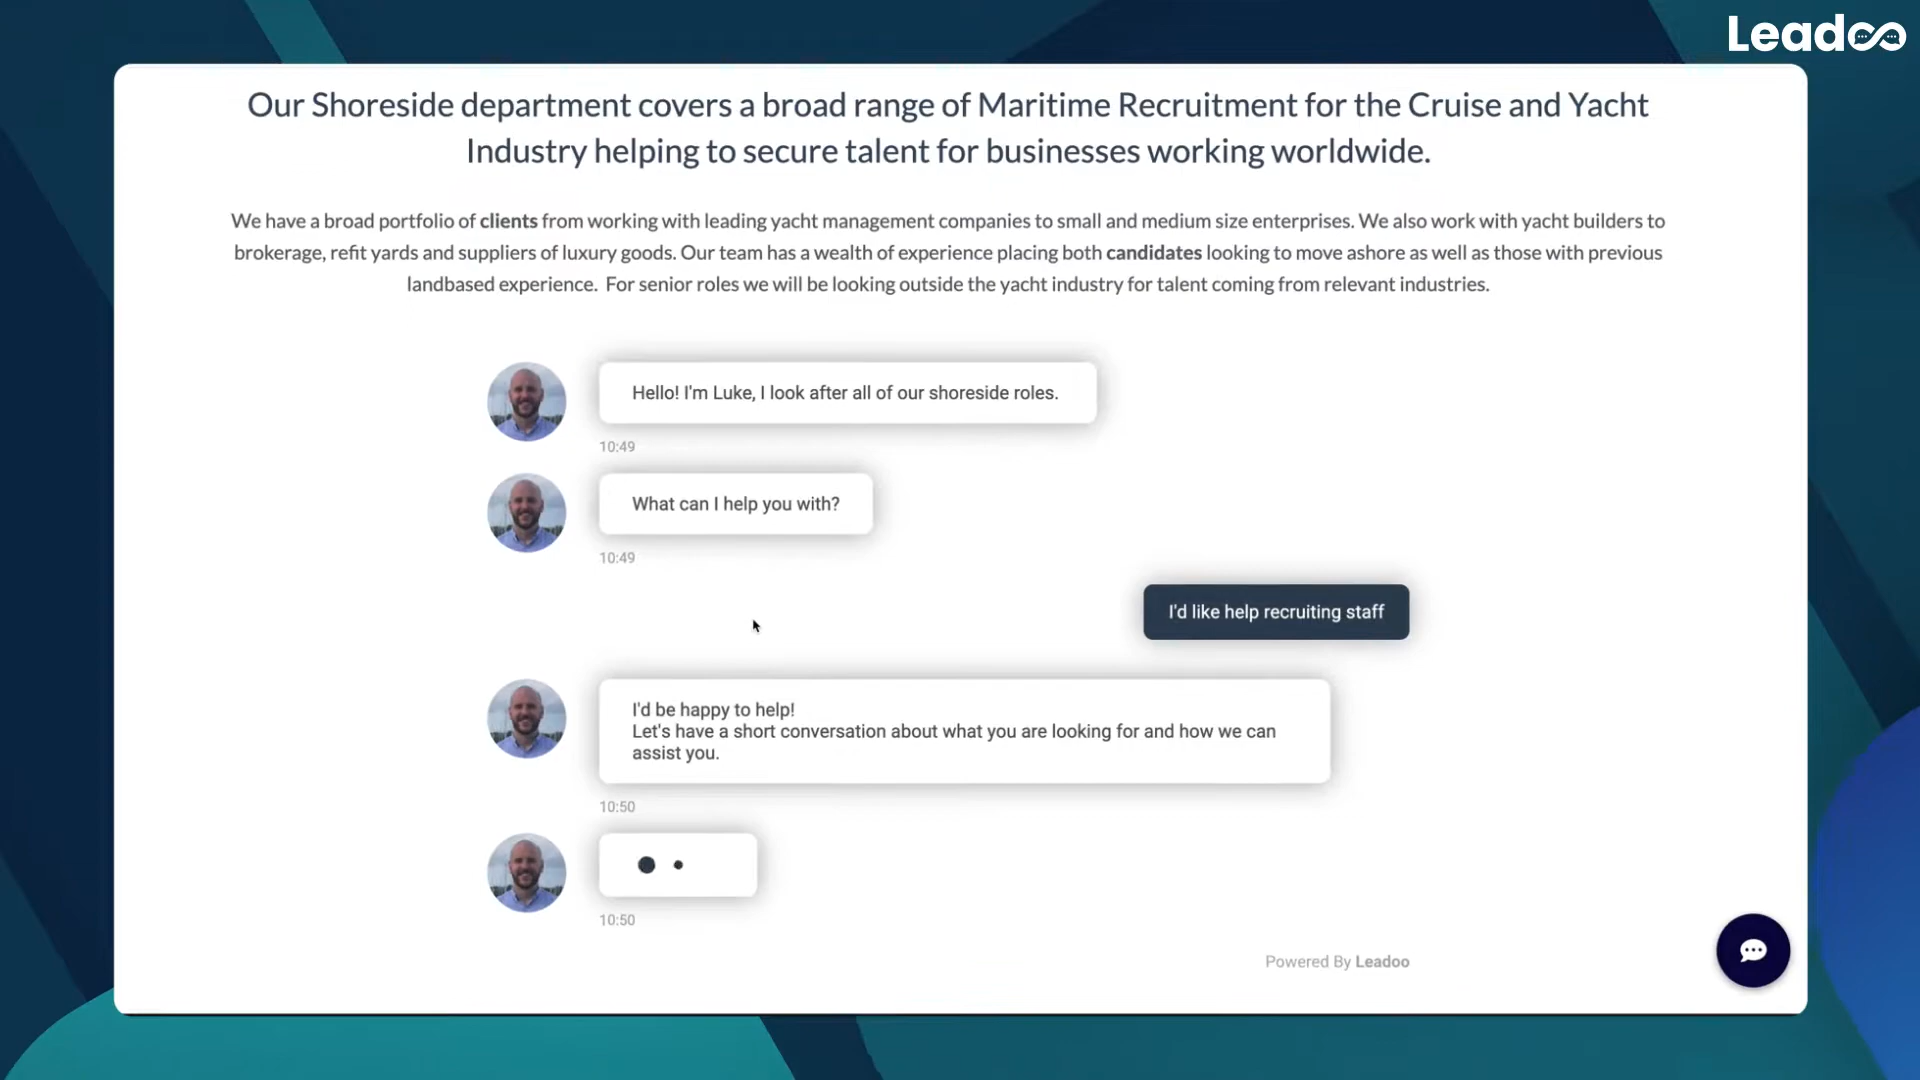 Leadoo
Our Shoreside department covers a broad range of Maritime Recruitment for the Cruise and Yacht
Industry helping to secure talent for businesses working worldwide.
We have a broad portfolio of clients from working with leading yacht management companies to small and medium size enterprises. We also work with yacht builders to
brokerage, refit yards and suppliers of luxury goods. Our team has a wealth of experience placing both candidates looking to move ashore as well as those with previous
landbased experience. For senior roles we will be looking outside the yacht industry for talent coming from relevant industries.
Hello! I'm Luke, I look after all of our shoreside roles.
10:49
What can I help you with?
10:49
I'd like help recruiting staff
I'd be happy to help!
Let's have a short conversation about what you are looking for and how we can
assist you.
10:50
10:50
Powered By Leadoo